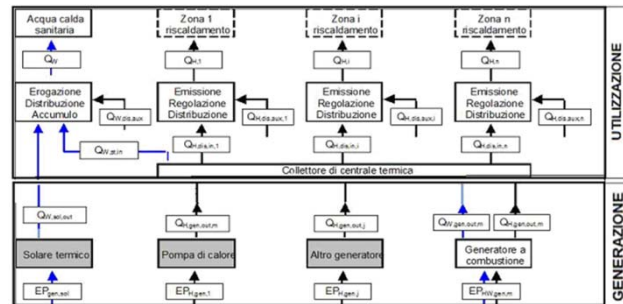 Acqua calda
sanitaria
Zona 1
riscaldamento
Zona i
riscaldamento
Zona n
riscaldamento
QW
QH,1
QH,i
QH,n
Erogazione
Distribuzione
Accumulo
Emissione
Regolazione
Distribuzione
Emissione
Regolazione
Distribuzione
Emissione
Regolazione
Distribuzione
QW,dis,aux
QH,dis,aux,1
QH,dis,aux,i
QH,dis,aux,n
QW,st,in
QH,dis,in,1
QH,dis,in,i
QH,dis,in,n
Collettore di centrale termica
UTILIZZAZIONE
QW,sol,out
QH,gen,out,m
QH,gen,out,j
QW,gen,out,m
QH,gen,out,m
Solare termico
Pompa di calore
Altro generatore
Generatore a
combustione
EPgen,sol
EPH,gen,1
EPH,gen,j
EPHW,gen,m
GENERAZIONE